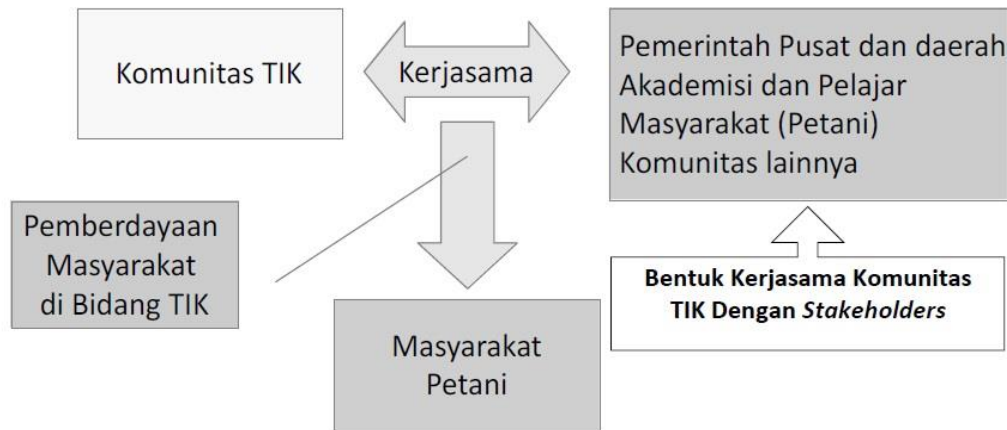 Komunitas TIK
Kerjasama
Pemerintah Pusat dan daerah
Akademisi dan Pelajar
Masyarakat (Petani)
Komunitas lainnya
Pemberdayaan
Masyarakat
di Bidang TIK
Bentuk Kerjasama Komunitas
TIK Dengan Stakeholders
Masyarakat
Petani